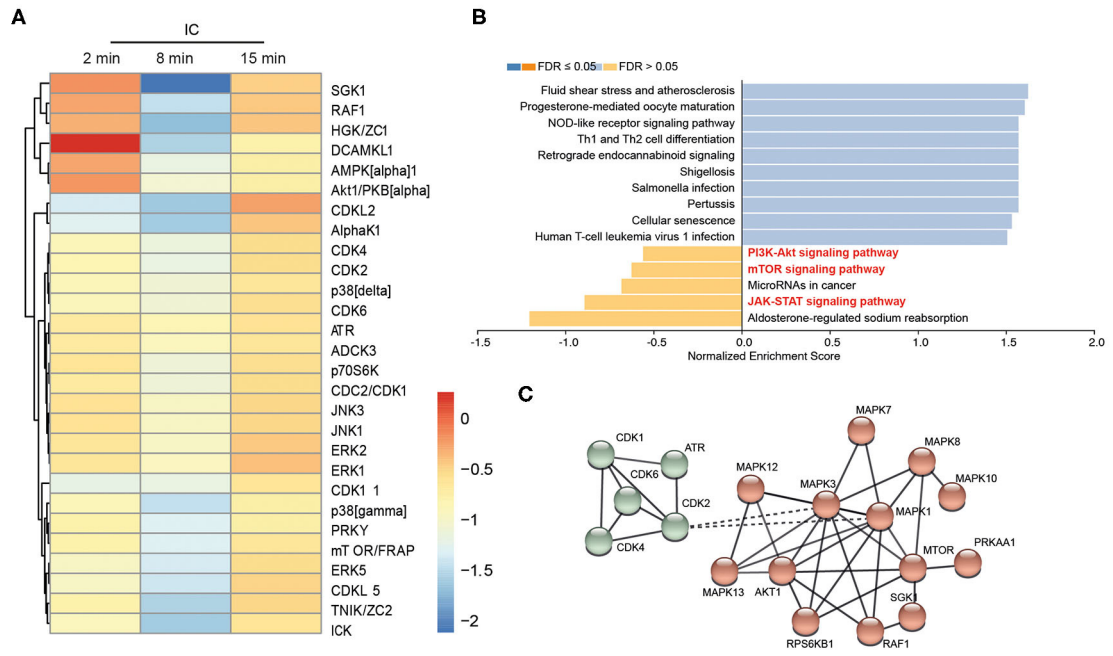 A
IC
2 min 8 min 15 min
SGK1
RAF1
HGK/ZC1
DCAMKL1
AMPK[alpha]1
Akt1/PKB[alpha]
CDKL2
AlphaK1
CDK4
CDK2
p38[delta]
CDK6
ATR
ADCK3
p70S6K
CDC2/CDK1
JNK3
JNK1
ERK2
ERK1
CDK1 1
p38[gamma]
PRKY
mT OR/FRAP
ERK5
CDKL 5
TNIK/ZC2
ICK
0
−0.5
−1
−1.5
−2
B
FDR ≤ 0.05 FDR > 0.05
Fluid shear stress and atherosclerosis
Progesterone-mediated oocyte maturation
NOD-like receptor signaling pathway
Th1 and Th2 cell differentiation
Retrograde endocannabinoid signaling
Shigellosis
Salmonella infection
Pertussis
Cellular senescence
Human T-cell leukemia virus 1 infection
PI3K-Akt signaling pathway
mTOR signaling pathway
MicroRNAs in cancer
JAK-STAT signaling pathway
Aldosterone-regulated sodium reabsorption
-1.5 -1.0 -0.5 0.0 0.5 1.0 1.5 2.0
Normalized Enrichment Score
C
MAPK7
CDK1
ATR
MAPK8
CDK6
MAPK12
MAPK3
MAPK10
CDK2
MAPK1
CDK4
MTOR
PRKAA1
MAPK13
AKT1
SGK1
RPS6KB1
RAF1